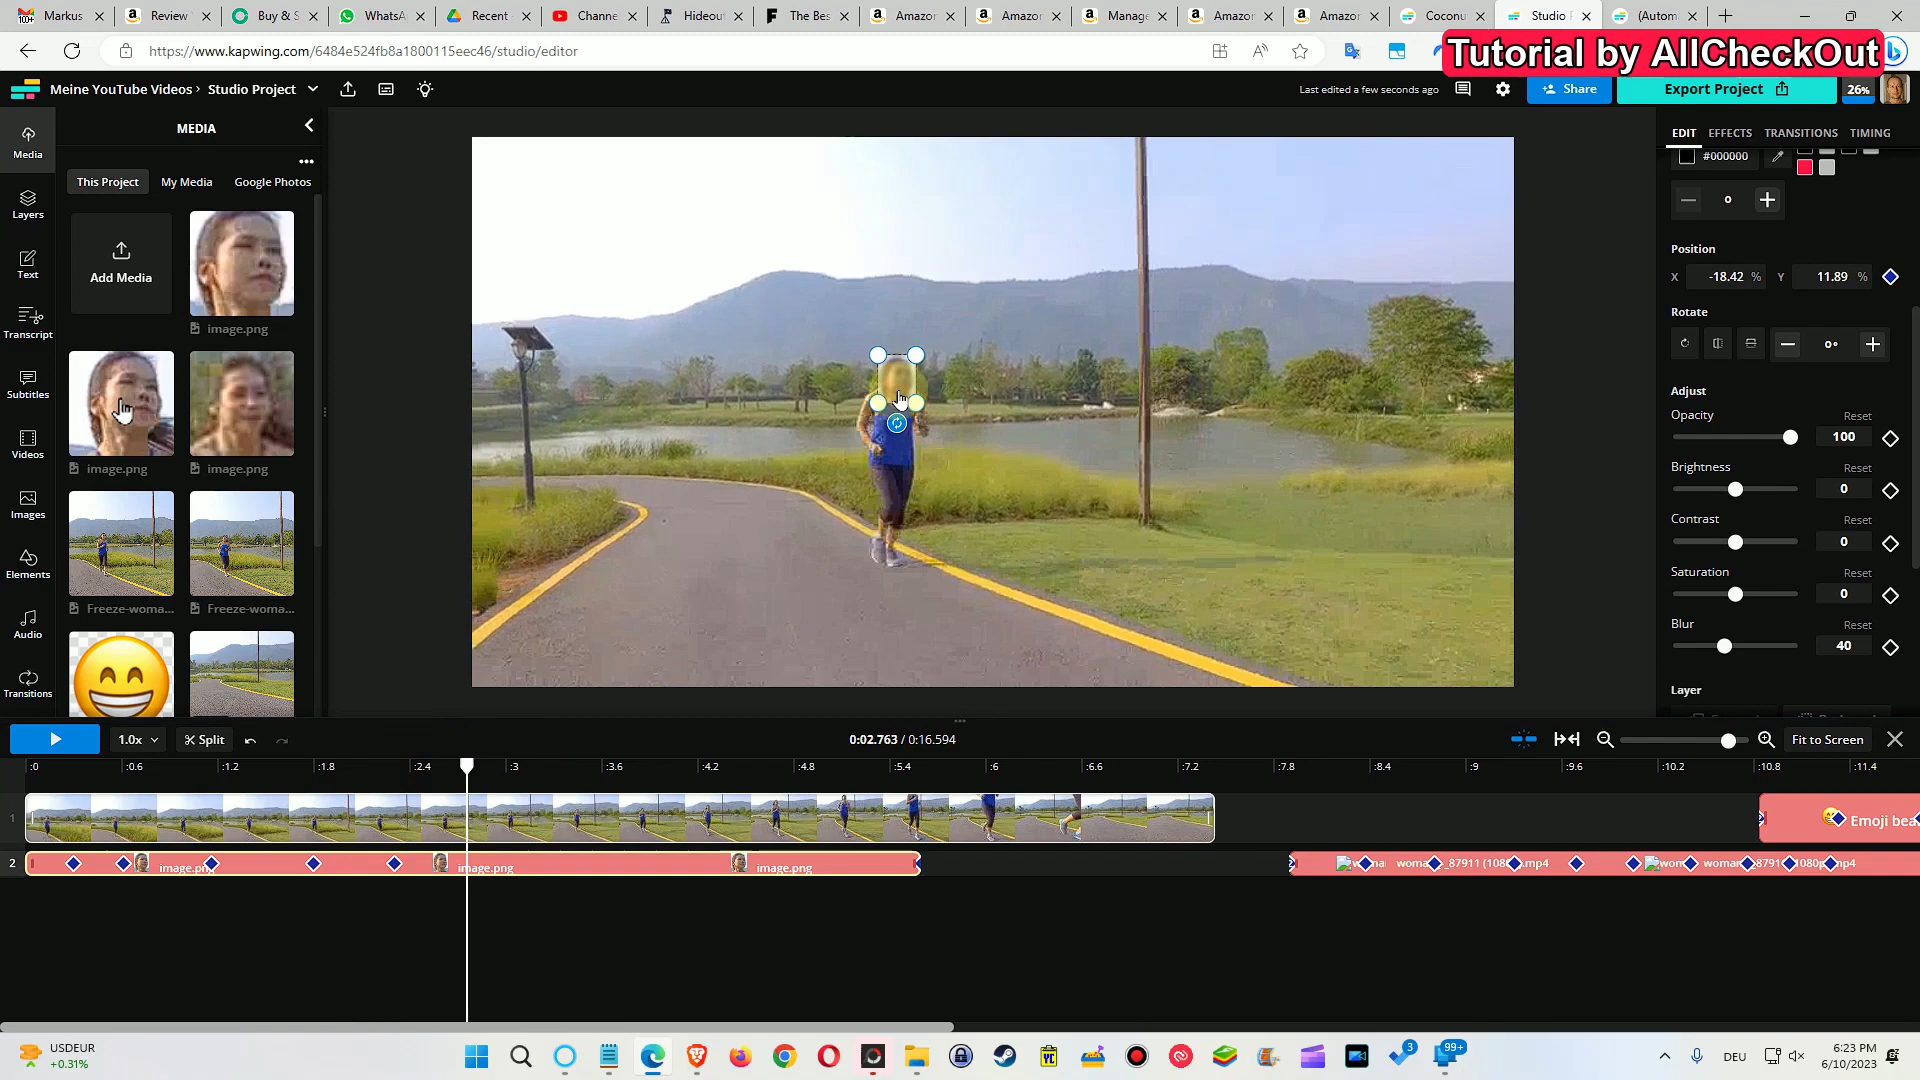 100+ Markus
Review
Buy & S
WhatsA
Recent -
Channe
Hideout
The Bes
Amazor
Amazor
Manage
Amazor
Amazor
Coconu
Studio P
(Autom
https://www.kapwing.com/6484e524fb8a1800115eec46/studio/editor
Tutorial by AllCheckOut
Meine YouTube Videos › Studio Project
Last edited a few seconds ago
Share
Export Project
26%
Media
Layers
Text
Transcript
Subtitles
Videos
Images
Elements
Audio
Transitions
MEDIA
This Project
My Media
Google Photos
Add Media
image.png
image.png
image.png
Freeze-woma...
Freeze-woma...
EDIT EFFECTS TRANSITIONS TIMING
#000000
0
Position
X -18.42 % Y 11.89 %
Rotate
0°
Adjust
Opacity Reset
100
Brightness Reset
0
Contrast Reset
0
Saturation Reset
0
Blur Reset
40
Layer
1.0x Split
0:02.763 / 0:16.594
Fit to Screen
:0 :0.6 :1.2 :1.8 :2.4 :3 :3.6 :4.2 :4.8 :5.4 :6 :6.6 :7.2 :7.8 :8.4 :9 :9.6 :10.2 :10.8 :11.4
1
Emoji bea
2 image.png image.png image.png
USDEUR
+0.31%
3
99+
DEU
6:23 PM
6/10/2023